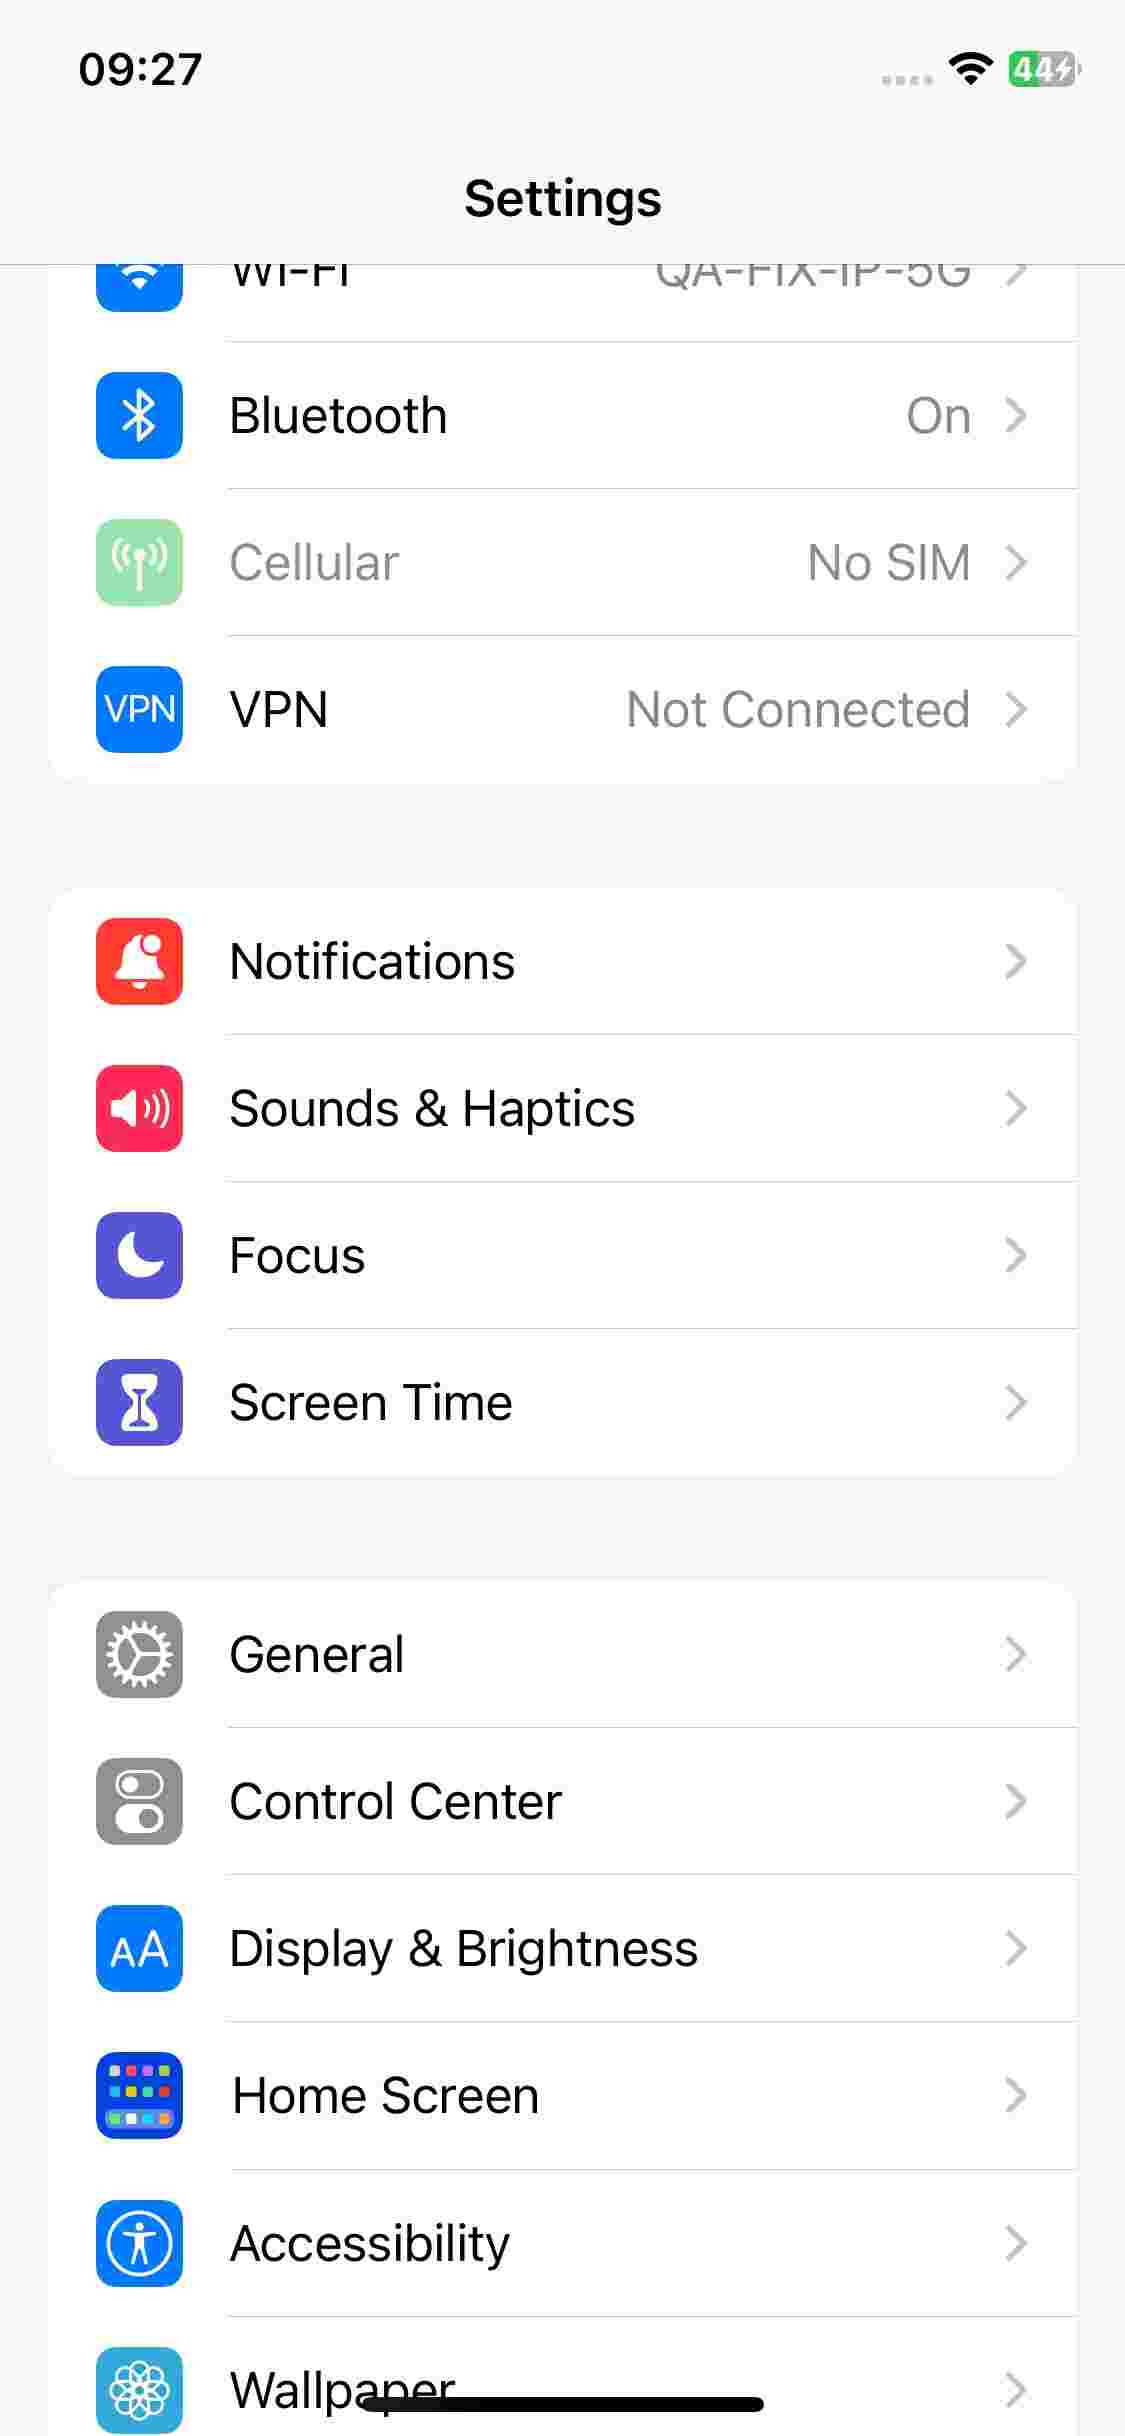 09:27
44
Settings
Wi-Fi QA-FIX-IP-5G
Bluetooth On
Cellular No SIM
VPN VPN Not Connected
Notifications
Sounds & Haptics
Focus
Screen Time
General
Control Center
AA Display & Brightness
Home Screen
Accessibility
Wallpaper